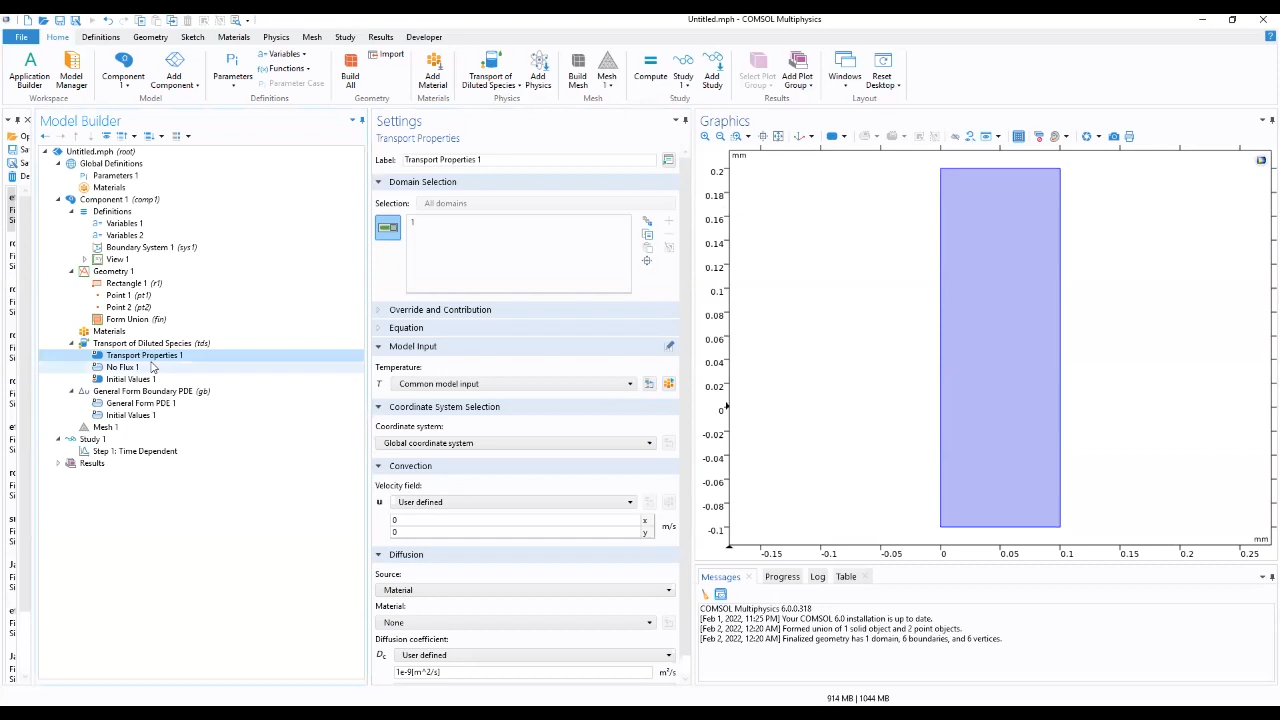 Untitled.mph - COMSOL Multiphysics
File Home Definitions Geometry Sketch Materials Physics Mesh Study Results Developer
Application Builder
Model Manager
Workspace
Component 1
Add Component
Model
Parameters
Variables
Functions
Parameter Case
Definitions
Build All
Import
Geometry
Add Material
Materials
Transport of Diluted Species
Add Physics
Physics
Build Mesh
Mesh 1
Mesh
Compute
Study 1
Add Study
Study
Select Plot Group
Add Plot Group
Results
Windows
Reset Desktop
Layout
Model Builder
Untitled.mph (root)
Global Definitions
Parameters 1
Materials
Component 1 (comp1)
Definitions
Variables 1
Variables 2
Boundary System 1 (sys1)
View 1
Geometry 1
Rectangle 1 (r1)
Point 1 (pt1)
Point 2 (pt2)
Form Union (fin)
Materials
Transport of Diluted Species (tds)
Transport Properties 1
No Flux 1
Initial Values 1
General Form Boundary PDE (gb)
General Form PDE 1
Initial Values 1
Mesh 1
Study 1
Step 1: Time Dependent
Results
Settings
Transport Properties
Label: Transport Properties 1
Domain Selection
Selection: All domains
1
Override and Contribution
Equation
Model Input
Temperature:
T Common model input
Coordinate System Selection
Coordinate system:
Global coordinate system
Convection
Velocity field:
u User defined
0 x
0 y
m/s
Diffusion
Source:
Material
Material:
None
Diffusion coefficient:
Dc User defined
1e-9[m^2/s] m²/s
Graphics
mm
0.2
0.18
0.16
0.14
0.12
0.1
0.08
0.06
0.04
0.02
0
-0.02
-0.04
-0.06
-0.08
-0.1
mm
-0.15 -0.1 -0.05 0 0.05 0.1 0.15 0.2 0.25
Messages Progress Log Table
COMSOL Multiphysics 6.0.0.318
[Feb 1, 2022, 11:25 PM] Your COMSOL 6.0 installation is up to date.
[Feb 2, 2022, 12:20 AM] Formed union of 1 solid object and 2 point objects.
[Feb 2, 2022, 12:20 AM] Finalized geometry has 1 domain, 6 boundaries, and 6 vertices.
914 MB | 1044 MB